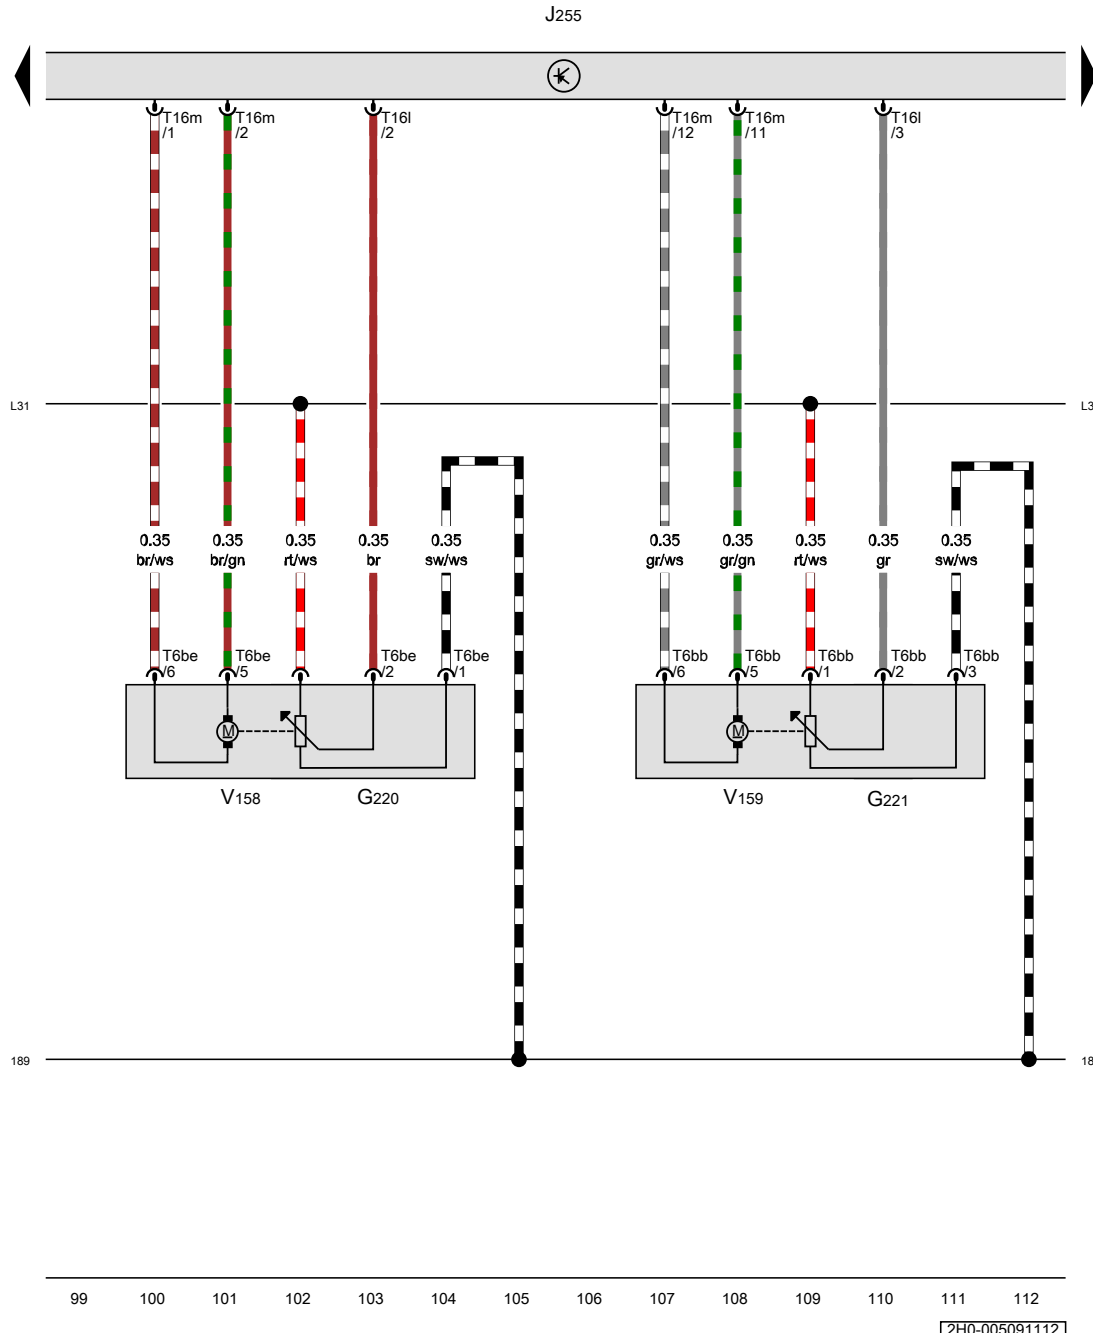 J255
T16m
/1
T16m
/2
T16l
/2
T16m
/12
T16m
/11
T16l
/3
L31
L3
0.35
br/ws
0.35
br/gn
0.35
rt/ws
0.35
br
0.35
sw/ws
0.35
gr/ws
0.35
gr/gn
0.35
rt/ws
0.35
gr
0.35
sw/ws
T6be
/6
T6be
/5
T6be
/2
T6be
/1
T6bb
/6
T6bb
/5
T6bb
/1
T6bb
/2
T6bb
/3
M
M
V158
G220
V159
G221
189
18
99 100 101 102 103 104 105 106 107 108 109 110 111 112
2H0-005091112